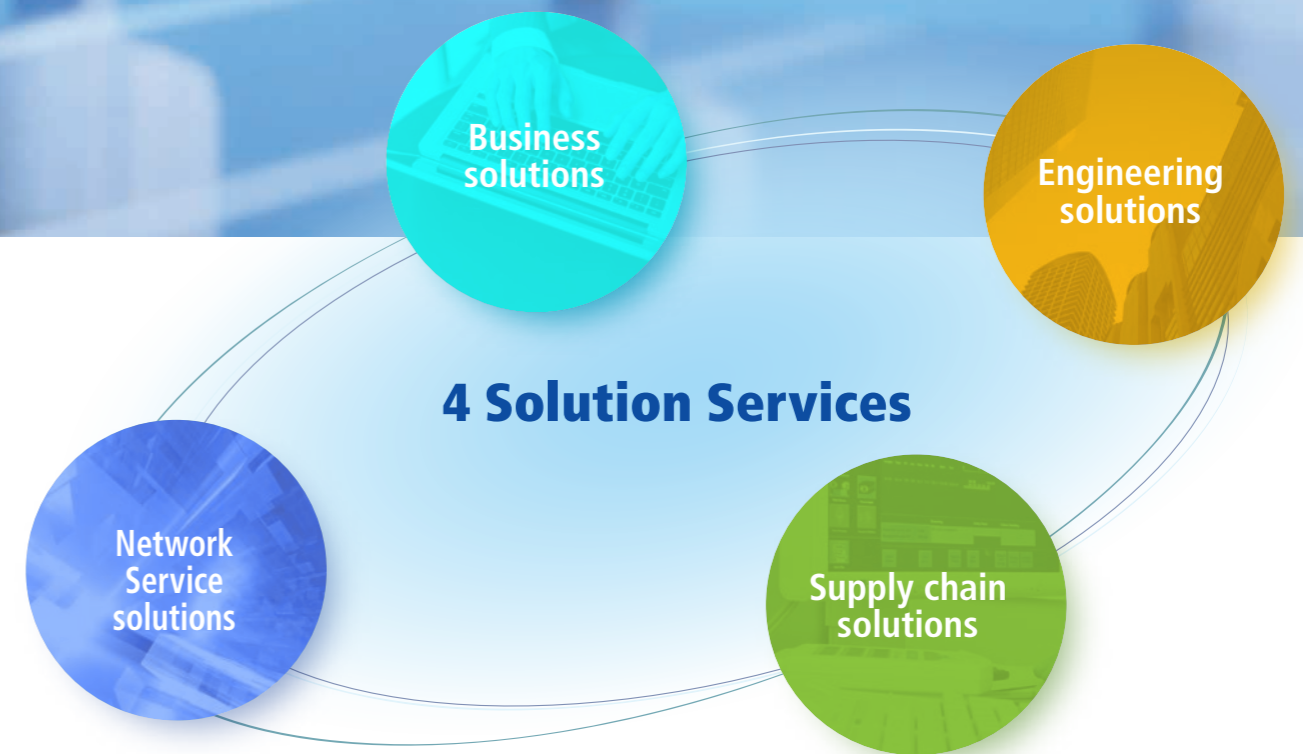 Business
solutions
Engineering
solutions
4 Solution Services
Network
Service
solutions
Supply chain
solutions